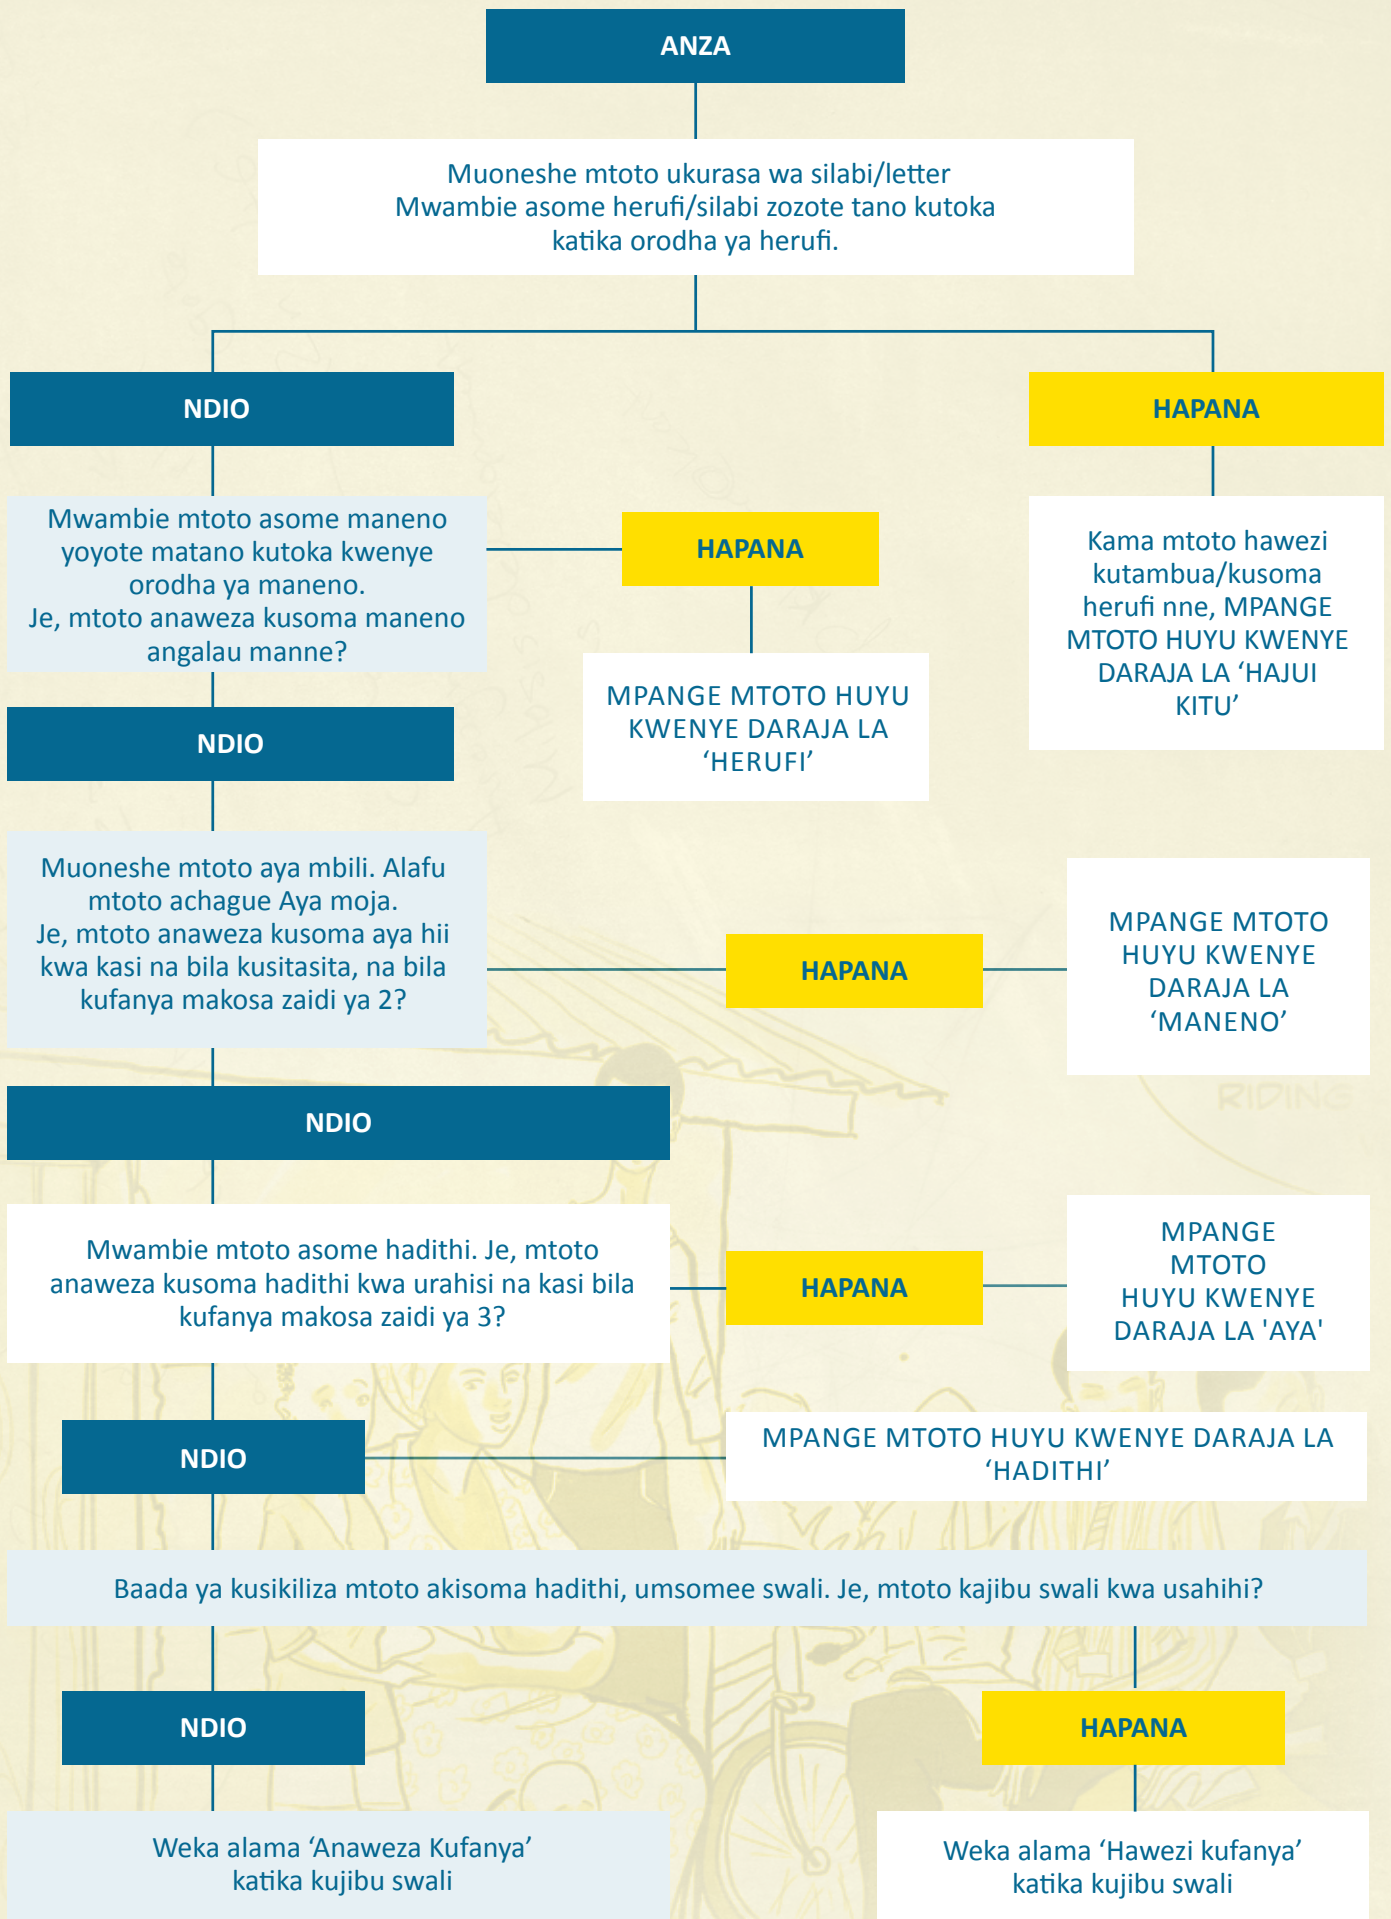 ANZA
Muoneshe mtoto ukurasa wa silabi/letter
Mwambie asome herufi/silabi zozote tano kutoka
katika orodha ya herufi.
NDIO
HAPANA
Mwambie mtoto asome maneno
yoyote matano kutoka kwenye
orodha ya maneno.
Je, mtoto anaweza kusoma maneno
angalau manne?
HAPANA
MPANGE MTOTO HUYU
KWENYE DARAJA LA
‘HERUFI’
Kama mtoto hawezi
kutambua/kusoma
herufi nne, MPANGE
MTOTO HUYU KWENYE
DARAJA LA ‘HAJUI
KITU’
NDIO
Muoneshe mtoto aya mbili. Alafu
mtoto achague Aya moja.
Je, mtoto anaweza kusoma aya hii
kwa kasi na bila kusitasita, na bila
kufanya makosa zaidi ya 2?
HAPANA
MPANGE MTOTO
HUYU KWENYE
DARAJA LA
‘MANENO’
RIDING
NDIO
Mwambie mtoto asome hadithi. Je, mtoto
anaweza kusoma hadithi kwa urahisi na kasi bila
kufanya makosa zaidi ya 3?
HAPANA
MPANGE
MTOTO
HUYU KWENYE
DARAJA LA 'AYA'
NDIO
MPANGE MTOTO HUYU KWENYE DARAJA LA
‘HADITHI’
Baada ya kusikiliza mtoto akisoma hadithi, umsomee swali. Je, mtoto kajibu swali kwa usahihi?
NDIO
HAPANA
Weka alama ‘Anaweza Kufanya’
katika kujibu swali
Weka alama ‘Hawezi kufanya’
katika kujibu swali